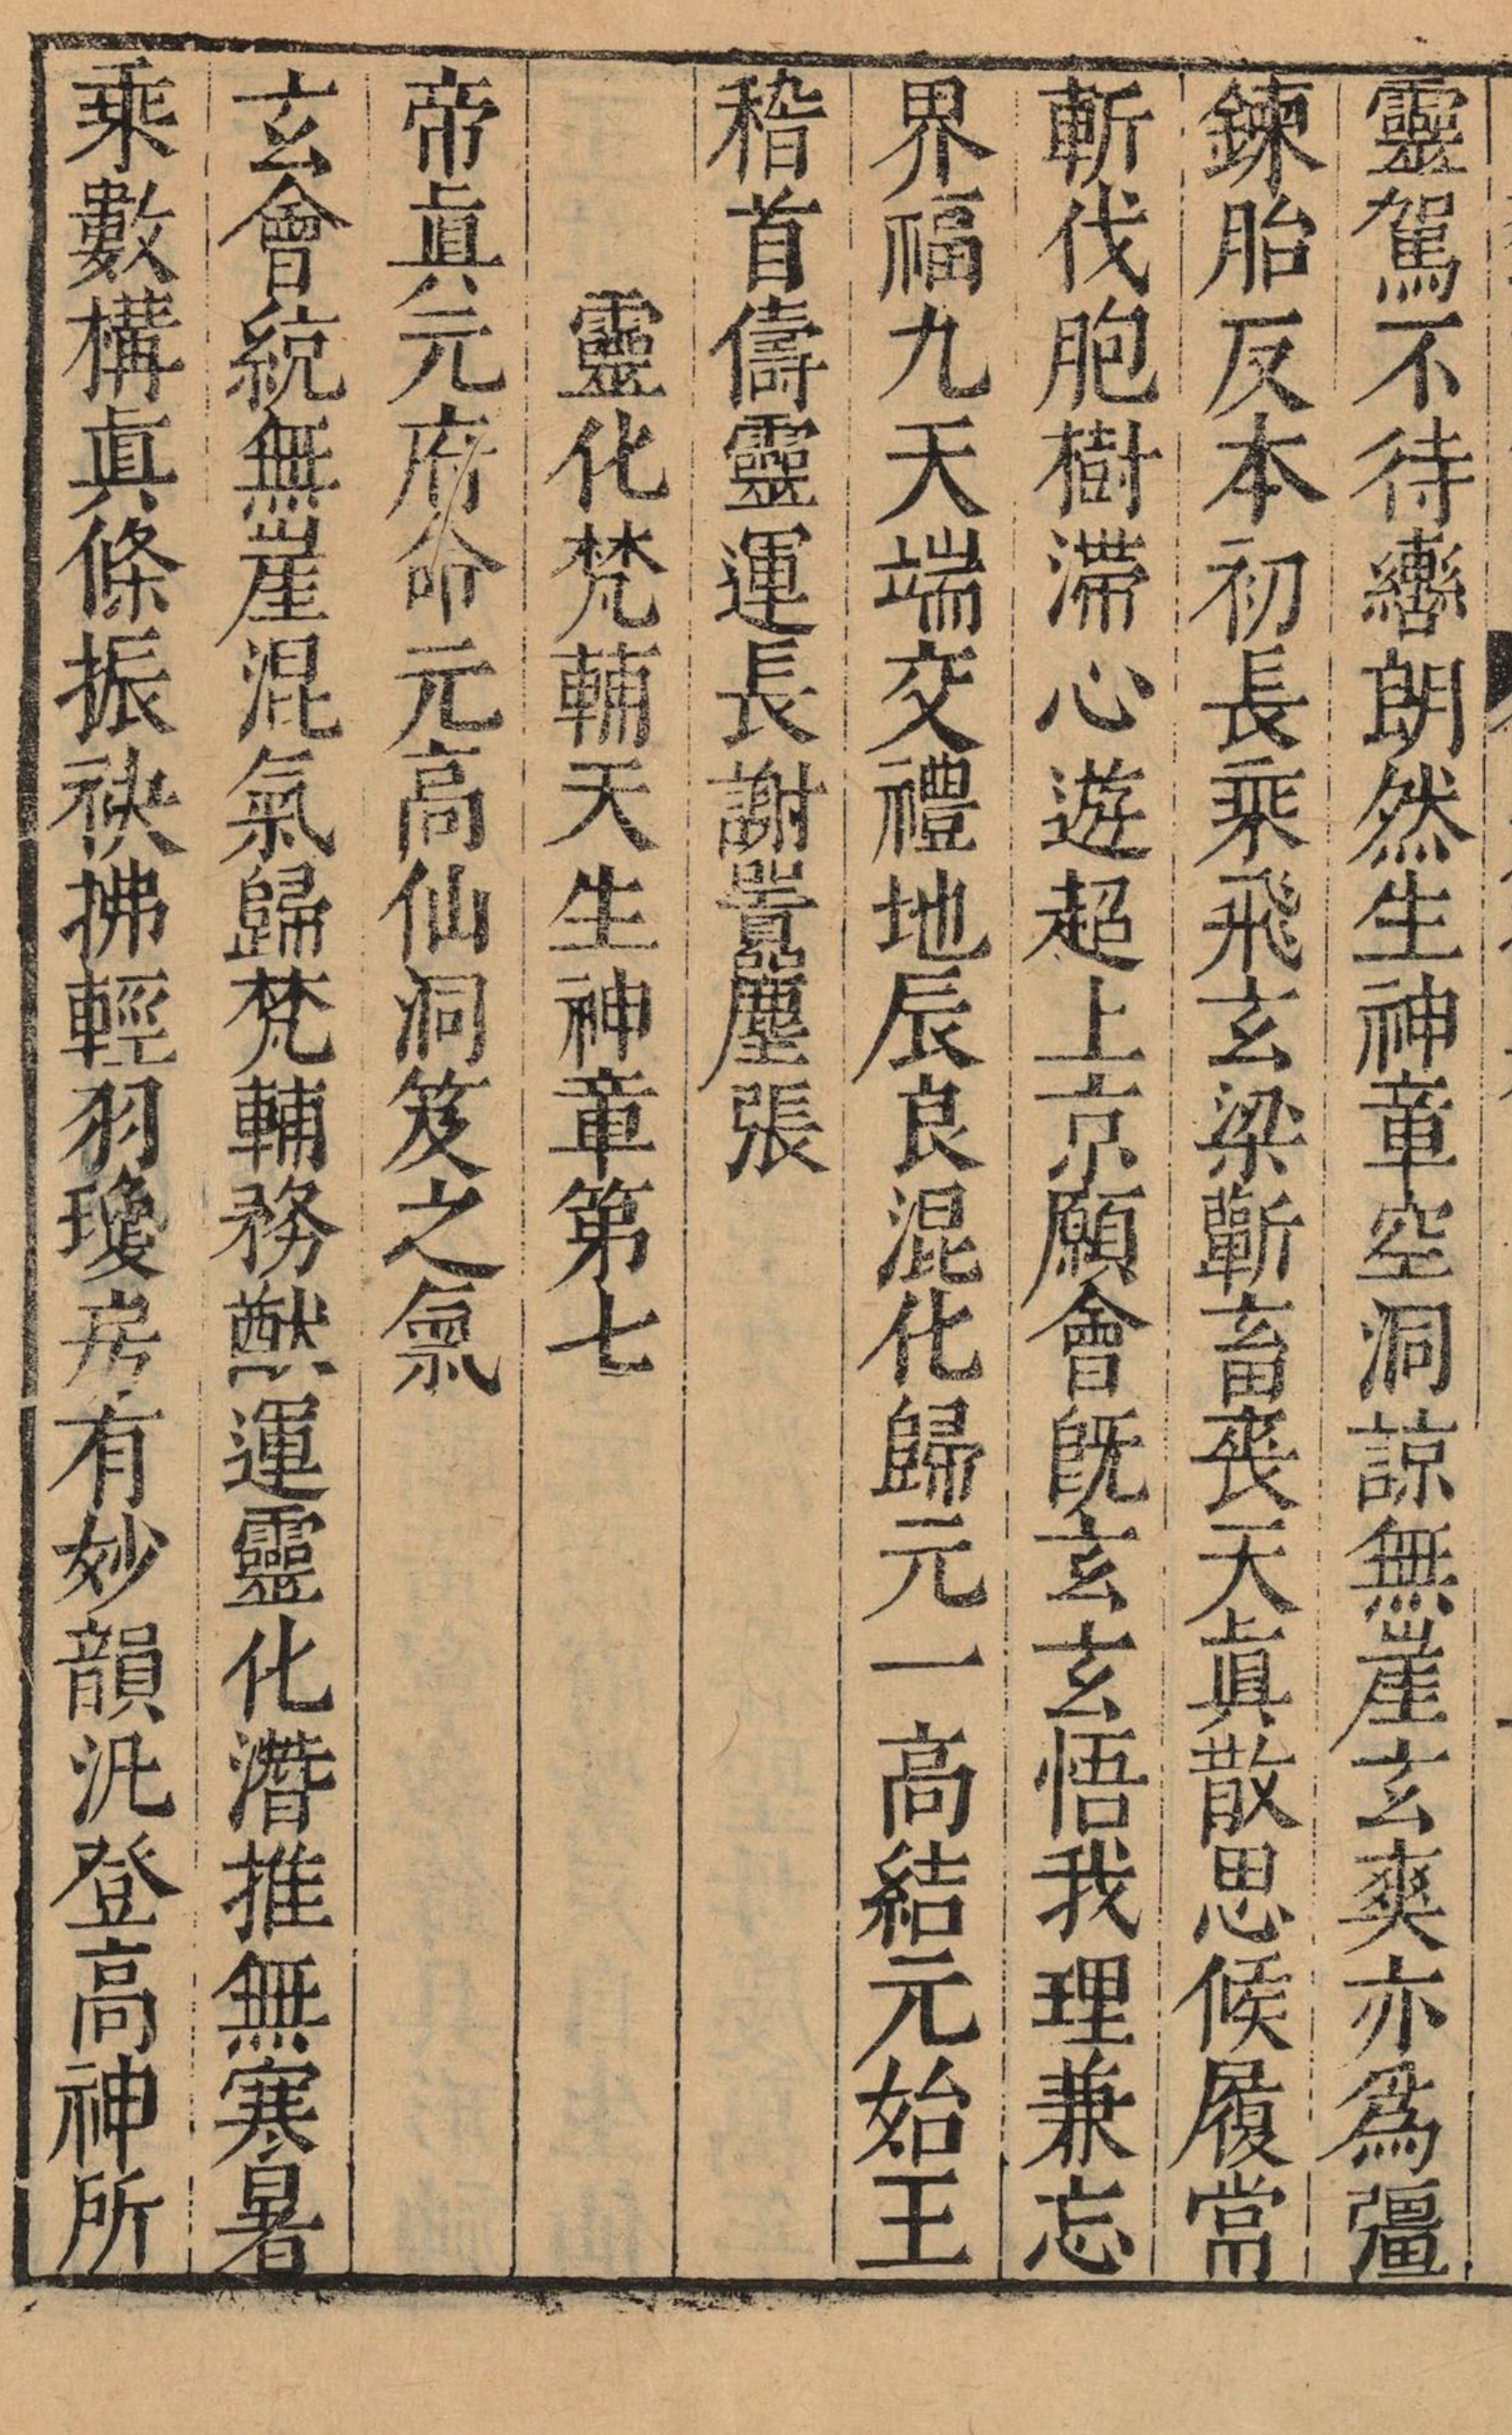 靈駕不待轡朗然生神章空洞諒無崖玄爽亦爲彊
鍊胎反本初長乘飛玄梁蘄畜喪天眞散思候履當
斬伐胞樹滯心遊超上京願會旣玄玄悟我理兼忘
界福九天端交禮地辰良混化歸元一高結元始王
稽首儔靈運長謝嚻塵張
靈化梵輔天生神章第七
帝眞元府命元高仙洞笈之氣
玄會統無崖混氣歸梵輔務猷運靈化潛推無寒暑
乘數構眞條振袂拂輕羽瓊房有妙韻汎登高神所